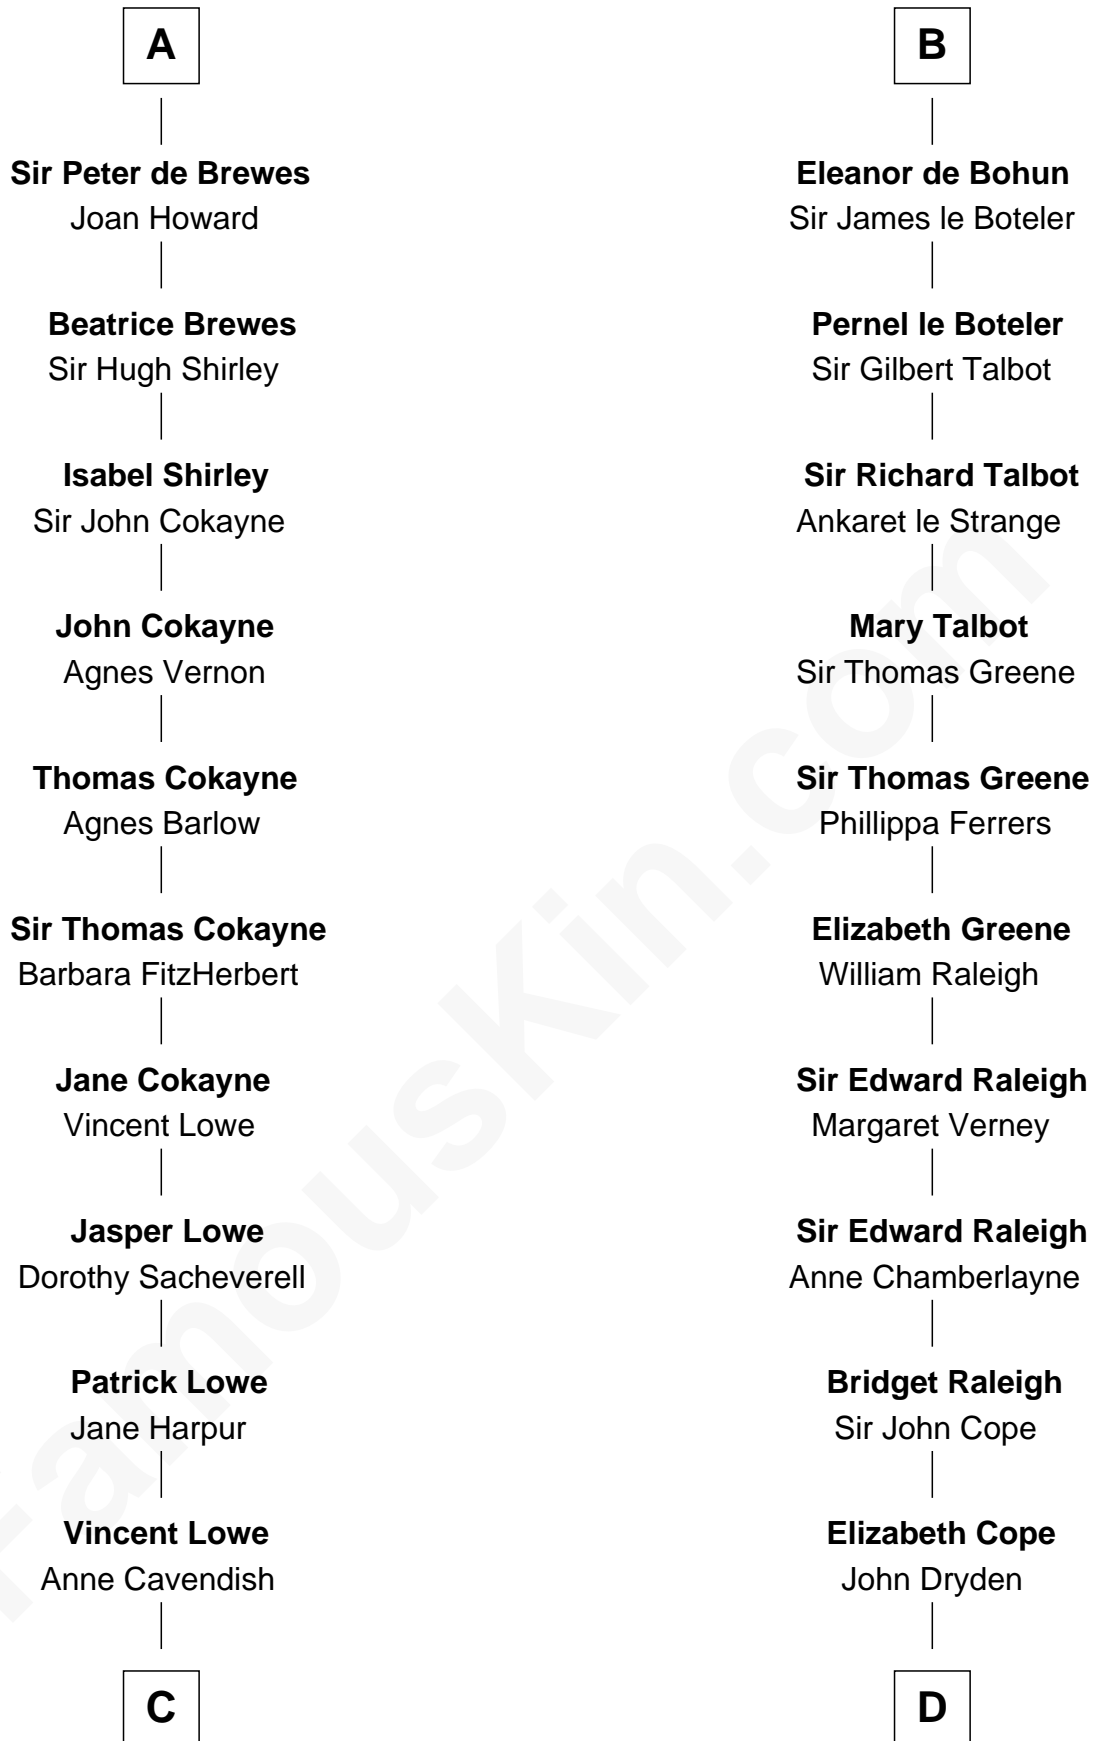 A
Sir Peter de Brewes
Joan Howard
Beatrice Brewes
Sir Hugh Shirley
Isabel Shirley
Sir John Cokayne
John Cokayne
Agnes Vernon
Thomas Cokayne
Agnes Barlow
Sir Thomas Cokayne
Barbara FitzHerbert
Jane Cokayne
Vincent Lowe
Jasper Lowe
Dorothy Sacheverell
Patrick Lowe
Jane Harpur
Vincent Lowe
Anne Cavendish
C
B
Eleanor de Bohun
Sir James le Boteler
Pernel le Boteler
Sir Gilbert Talbot
Sir Richard Talbot
Ankaret le Strange
Mary Talbot
Sir Thomas Greene
Sir Thomas Greene
Phillippa Ferrers
Elizabeth Greene
William Raleigh
Sir Edward Raleigh
Margaret Verney
Sir Edward Raleigh
Anne Chamberlayne
Bridget Raleigh
Sir John Cope
Elizabeth Cope
John Dryden
D
FamousKin.com